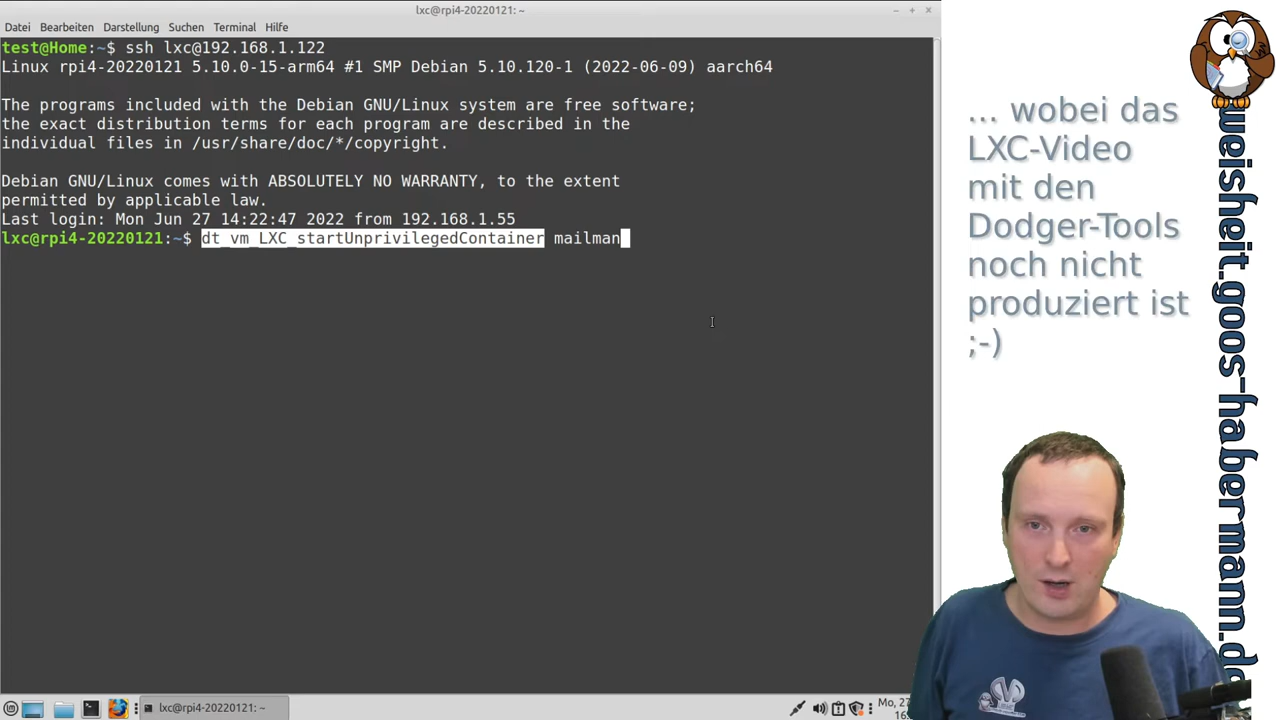 lxc@rpi4-20220121: ~
Datei Bearbeiten Darstellung Suchen Terminal Hilfe
test@Home:~$ ssh lxc@192.168.1.122
Linux rpi4-20220121 5.10.0-15-arm64 #1 SMP Debian 5.10.120-1 (2022-06-09) aarch64
The programs included with the Debian GNU/Linux system are free software;
the exact distribution terms for each program are described in the
individual files in /usr/share/doc/*/copyright.
Debian GNU/Linux comes with ABSOLUTELY NO WARRANTY, to the extent
permitted by applicable law.
Last login: Mon Jun 27 14:22:47 2022 from 192.168.1.55
lxc@rpi4-20220121:~$ dt_vm_LXC_startUnprivilegedContainer mailman
... wobei das
LXC-Video
mit den
Dodger-Tools
noch nicht
produziert ist
;-)
weisheit.goos-habermann.d
lxc@rpi4-20220121: ~
Mo, 27
16